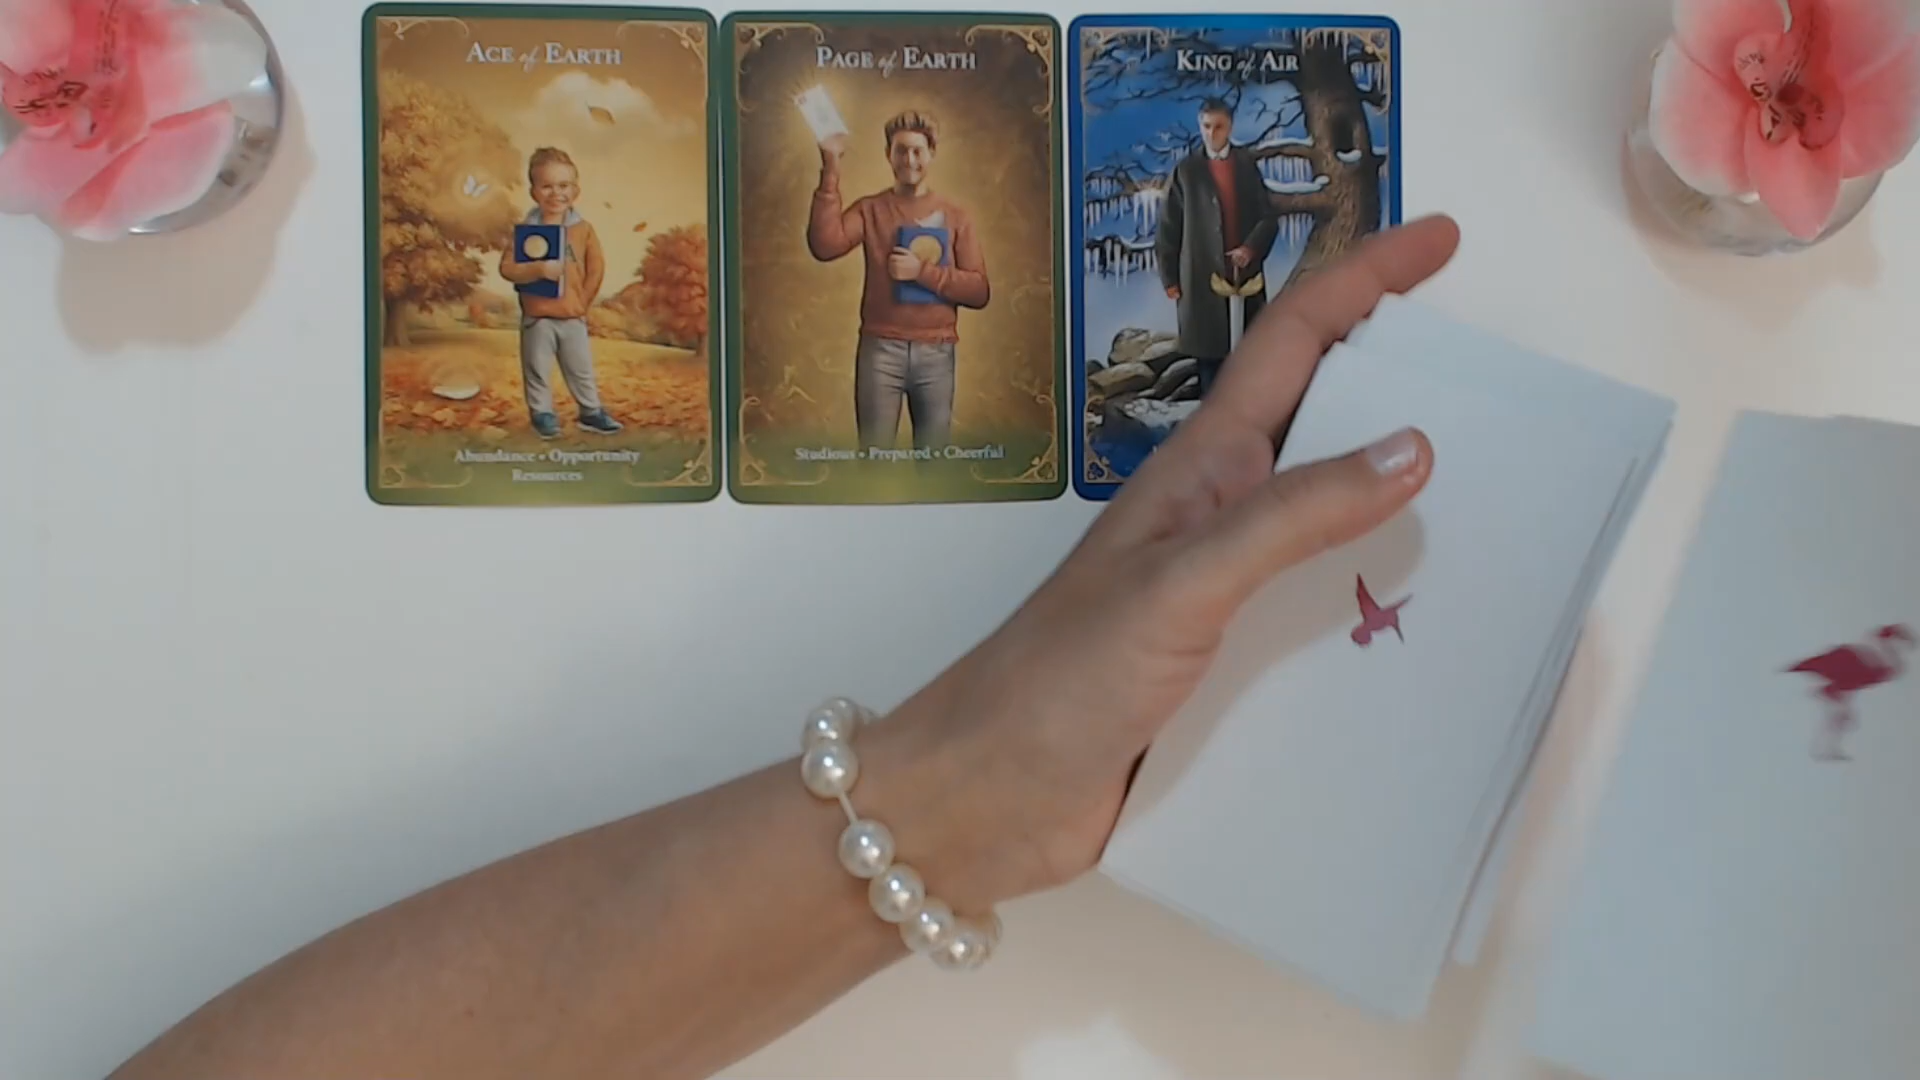 ACE of EARTH
Abundance • Opportunity
Resources
PAGE of EARTH
Studious • Prepared • Cheerful
KING of AIR